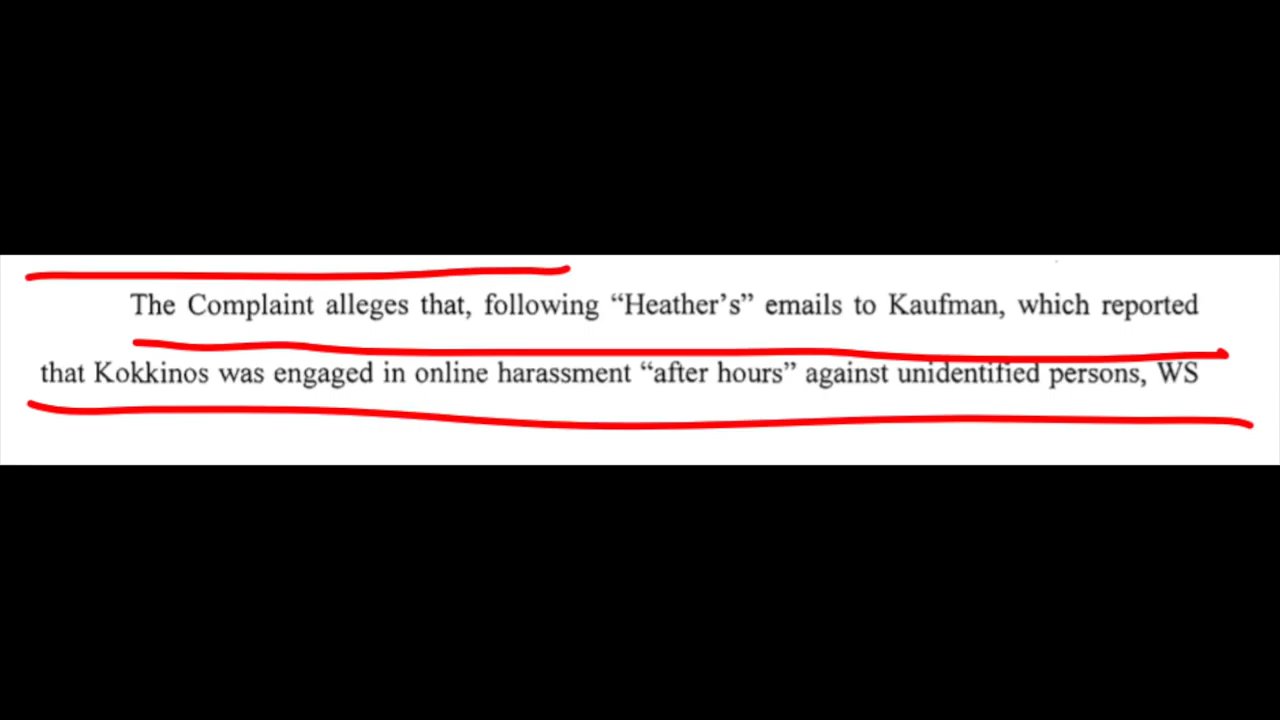 The Complaint alleges that, following “Heather’s” emails to Kaufman, which reported
that Kokkinos was engaged in online harassment “after hours” against unidentified persons, WS